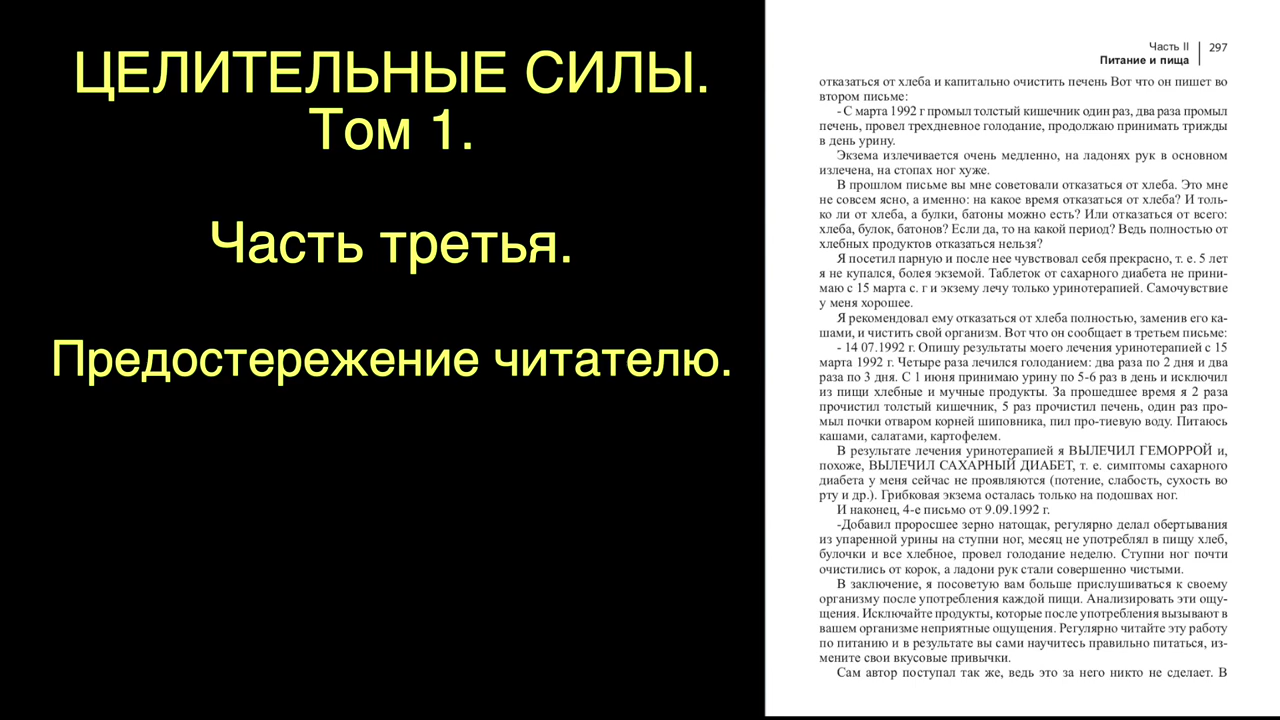 ЦЕЛИТЕЛЬНЫЕ СИЛЫ.
Том 1.
Часть третья.
Предостережение читателю.
Часть II
Питание и пища
297
отказаться от хлеба и капитально очистить печень Вот что он пишет во
втором письме:
- С марта 1992 г промыл толстый кишечник один раз, два раза промыл
печень, провел трехдневное голодание, продолжаю принимать трижды
в день урину.
Экзема излечивается очень медленно, на ладонях рук в основном
излечена, на стопах ног хуже.
В прошлом письме вы мне советовали отказаться от хлеба. Это мне
не совсем ясно, а именно: на какое время отказаться от хлеба? И толь-
ко ли от хлеба, а булки, батоны можно есть? Или отказаться от всего:
хлеба, булок, батонов? Если да, то на какой период? Ведь полностью от
хлебных продуктов отказаться нельзя?
Я посетил парную и после нее чувствовал себя прекрасно, т. е. 5 лет
я не купался, болея экземой. Таблеток от сахарного диабета не прини-
маю с 15 марта с. г и экзему лечу только уринотерапией. Самочувствие
у меня хорошее.
Я рекомендовал ему отказаться от хлеба полностью, заменив его ка-
шами, и чистить свой организм. Вот что он сообщает в третьем письме:
- 14 07.1992 г. Опишу результаты моего лечения уринотерапией с 15
марта 1992 г. Четыре раза лечился голоданием: два раза по 2 дня и два
раза по 3 дня. С 1 июня принимаю урину по 5-6 раз в день и исключил
из пищи хлебные и мучные продукты. За прошедшее время я 2 раза
прочистил толстый кишечник, 5 раз прочистил печень, один раз про-
мыл почки отваром корней шиповника, пил про-тиевую воду. Питаюсь
кашами, салатами, картофелем.
В результате лечения уринотерапией я ВЫЛЕЧИЛ ГЕМОРРОЙ и,
похоже, ВЫЛЕЧИЛ САХАРНЫЙ ДИАБЕТ, т. е. симптомы сахарного
диабета у меня сейчас не проявляются (потение, слабость, сухость во
рту и др.). Грибковая экзема осталась только на подошвах ног.
И наконец, 4-е письмо от 9.09.1992 г.
-Добавил проросшее зерно натощак, регулярно делал обертывания
из упаренной урины на ступни ног, месяц не употреблял в пищу хлеб,
булочки и все хлебное, провел голодание неделю. Ступни ног почти
очистились от корок, а ладони рук стали совершенно чистыми.
В заключение, я посоветую вам больше прислушиваться к своему
организму после употребления каждой пищи. Анализировать эти ощу-
щения. Исключайте продукты, которые после употребления вызывают в
вашем организме неприятные ощущения. Регулярно читайте эту работу
по питанию и в результате вы сами научитесь правильно питаться, из-
мените свои вкусовые привычки.
Сам автор поступал так же, ведь это за него никто не сделает. В